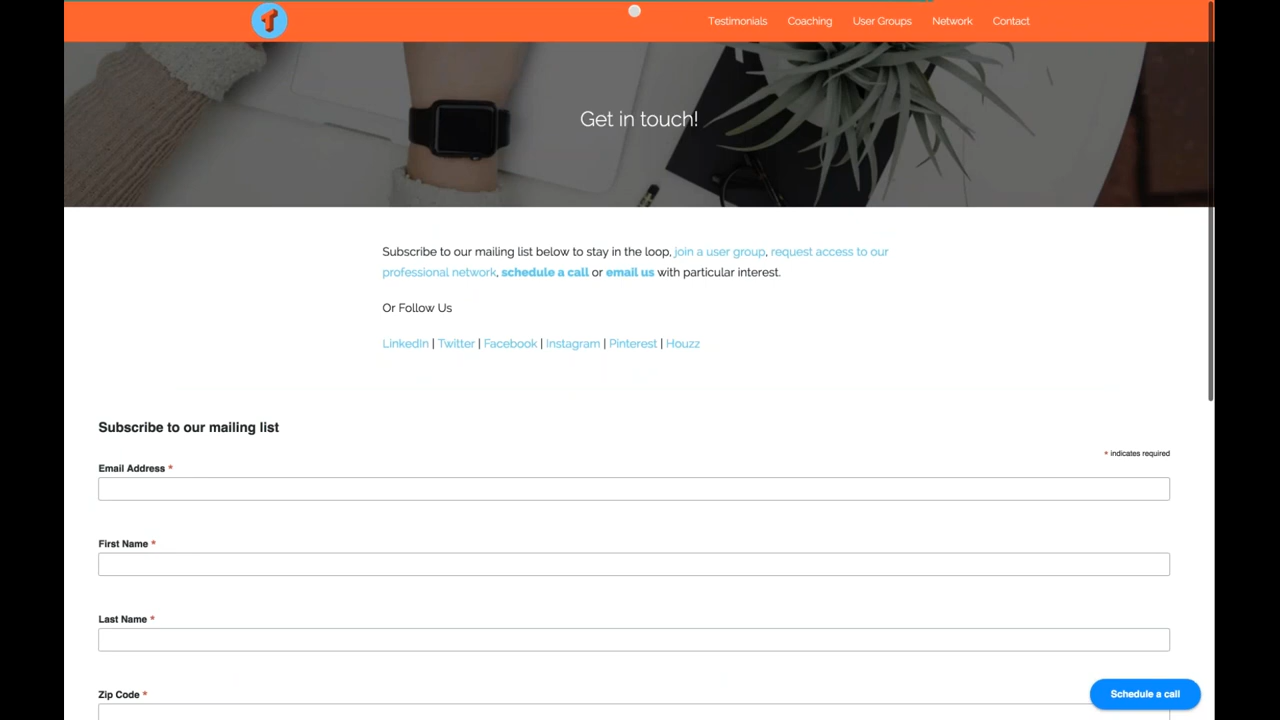 T
Testimonials Coaching User Groups Network Contact
Get in touch!
Subscribe to our mailing list below to stay in the loop, join a user group, request access to our
professional network, schedule a call or email us with particular interest.
Or Follow Us
LinkedIn | Twitter | Facebook | Instagram | Pinterest | Houzz
Subscribe to our mailing list
* indicates required
Email Address *
First Name *
Last Name *
Zip Code *
Schedule a call